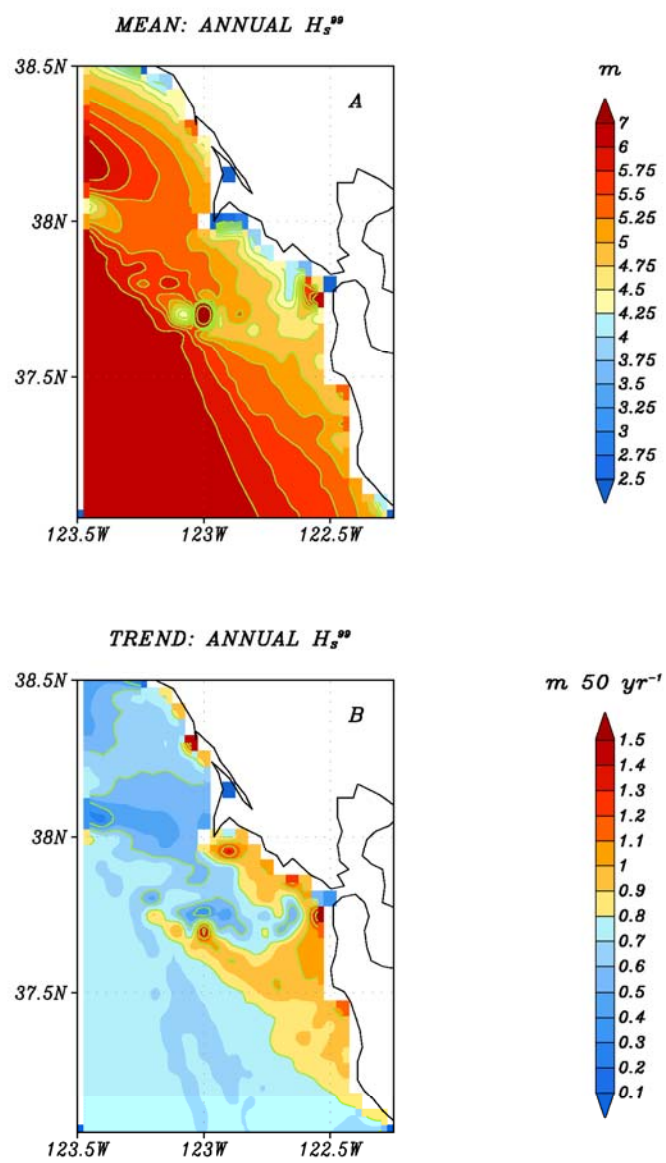 MEAN: ANNUAL Hs99
m
38.5N
A
38N
37.5N
123.5W 123W 122.5W
7
6
5.75
5.5
5.25
5
4.75
4.5
4.25
4
3.75
3.5
3.25
3
2.75
2.5
TREND: ANNUAL Hs99
m 50 yr-1
38.5N
B
38N
37.5N
123.5W 123W 122.5W
1.5
1.4
1.3
1.2
1.1
1
0.9
0.8
0.7
0.6
0.5
0.4
0.3
0.2
0.1